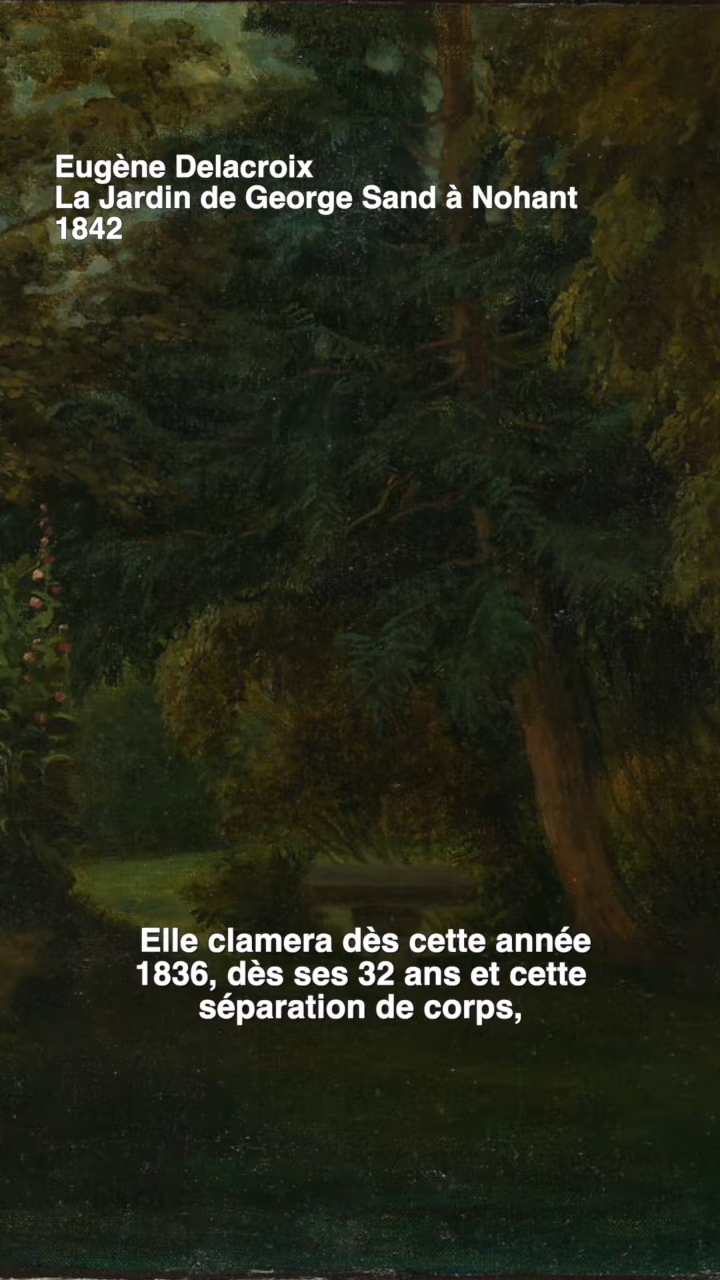 Eugène Delacroix
La Jardin de George Sand à Nohant
1842
Elle clamera dès cette année
1836, dès ses 32 ans et cette
séparation de corps,